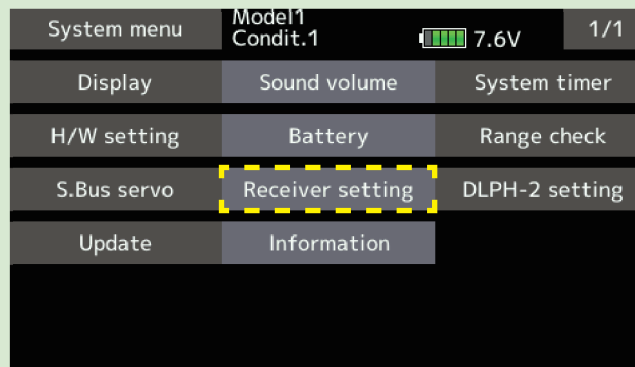 System menu
Model1
Condit.1
7.6V
1/1
Display
Sound volume
System timer
H/W setting
Battery
Range check
S.Bus servo
Receiver setting
DLPH-2 setting
Update
Information